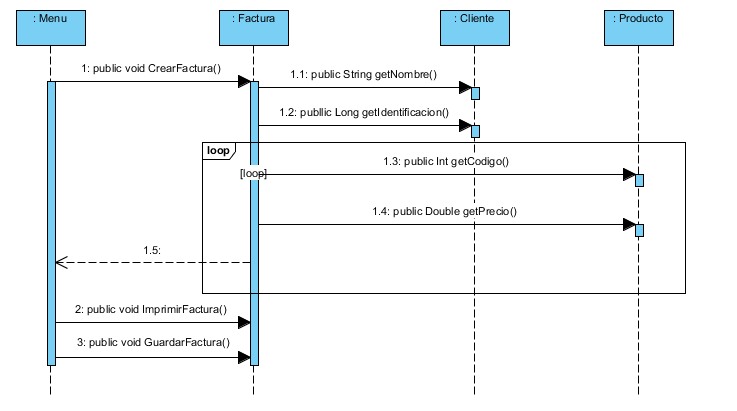 : Menu
: Factura
: Cliente
: Producto
1: public void CrearFactura()
1.1: public String getNombre()
1.2: publlic Long getIdentificacion()
loop
[loop]
1.3: public Int getCodigo()
1.4: public Double getPrecio()
1.5:
2: public void ImprimirFactura()
3: public void GuardarFactura()